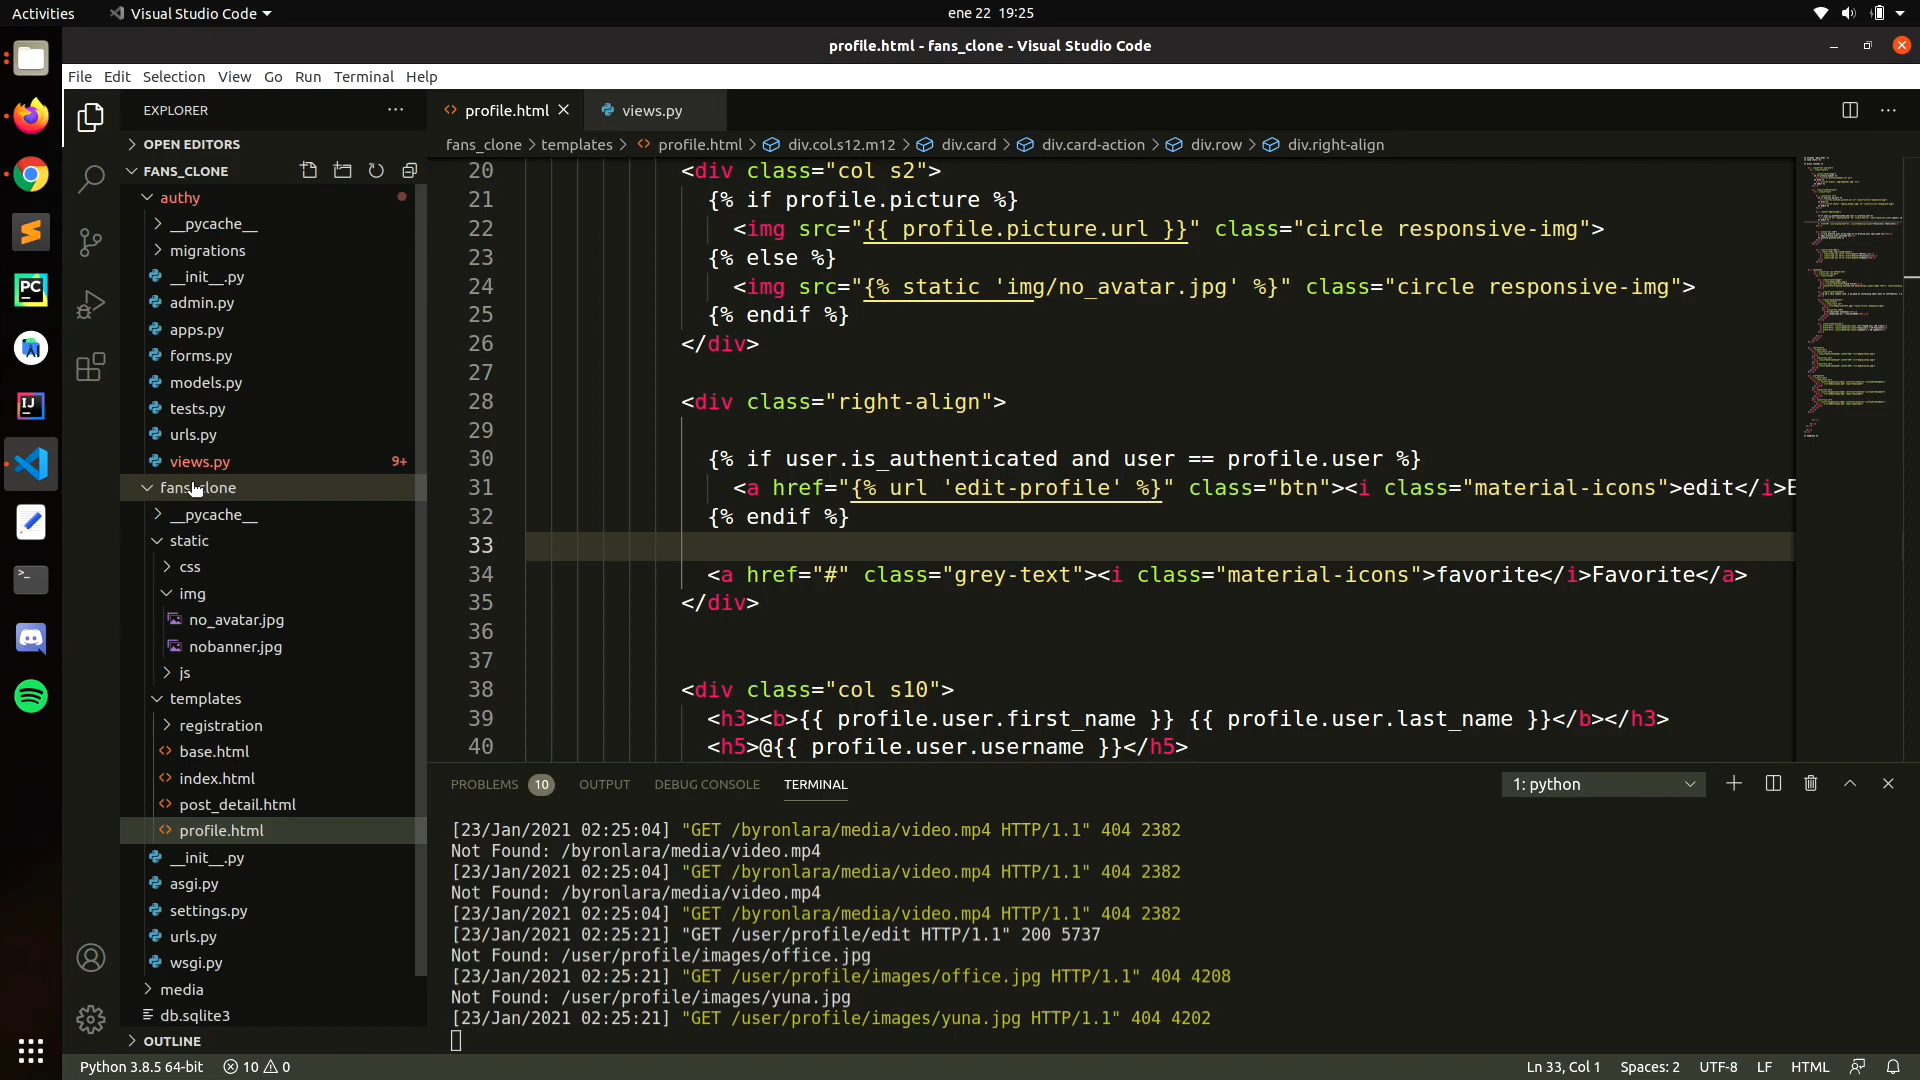 Activities
Visual Studio Code
ene 22 19:25
profile.html - fans_clone - Visual Studio Code
File Edit Selection View Go Run Terminal Help
EXPLORER
OPEN EDITORS
FANS_CLONE
authy
__pycache__
migrations
__init__.py
admin.py
apps.py
forms.py
models.py
tests.py
urls.py
views.py 9+
fans_clone
__pycache__
static
css
img
no_avatar.jpg
nobanner.jpg
js
templates
registration
base.html
index.html
post_detail.html
profile.html
__init__.py
asgi.py
settings.py
urls.py
wsgi.py
media
db.sqlite3
OUTLINE
profile.html
views.py
fans_clone > templates > profile.html > div.col.s12.m12 > div.card > div.card-action > div.row > div.right-align
20 <div class="col s2">
21 {% if profile.picture %}
22 <img src="{{ profile.picture.url }}" class="circle responsive-img">
23 {% else %}
24 <img src="{% static 'img/no_avatar.jpg' %}" class="circle responsive-img">
25 {% endif %}
26 </div>
27
28 <div class="right-align">
29
30 {% if user.is_authenticated and user == profile.user %}
31 <a href="{% url 'edit-profile' %}" class="btn"><i class="material-icons">edit</i>E
32 {% endif %}
33
34 <a href="#" class="grey-text"><i class="material-icons">favorite</i>Favorite</a>
35 </div>
36
37
38 <div class="col s10">
39 <h3><b>{{ profile.user.first_name }} {{ profile.user.last_name }}</b></h3>
40 <h5>@{{ profile.user.username }}</h5>
PROBLEMS 10 OUTPUT DEBUG CONSOLE TERMINAL
1: python
[23/Jan/2021 02:25:04] "GET /byronlara/media/video.mp4 HTTP/1.1" 404 2382
Not Found: /byronlara/media/video.mp4
[23/Jan/2021 02:25:04] "GET /byronlara/media/video.mp4 HTTP/1.1" 404 2382
Not Found: /byronlara/media/video.mp4
[23/Jan/2021 02:25:04] "GET /byronlara/media/video.mp4 HTTP/1.1" 404 2382
[23/Jan/2021 02:25:21] "GET /user/profile/edit HTTP/1.1" 200 5737
Not Found: /user/profile/images/office.jpg
[23/Jan/2021 02:25:21] "GET /user/profile/images/office.jpg HTTP/1.1" 404 4208
Not Found: /user/profile/images/yuna.jpg
[23/Jan/2021 02:25:21] "GET /user/profile/images/yuna.jpg HTTP/1.1" 404 4202
Python 3.8.5 64-bit 10 0
Ln 33, Col 1 Spaces: 2 UTF-8 LF HTML